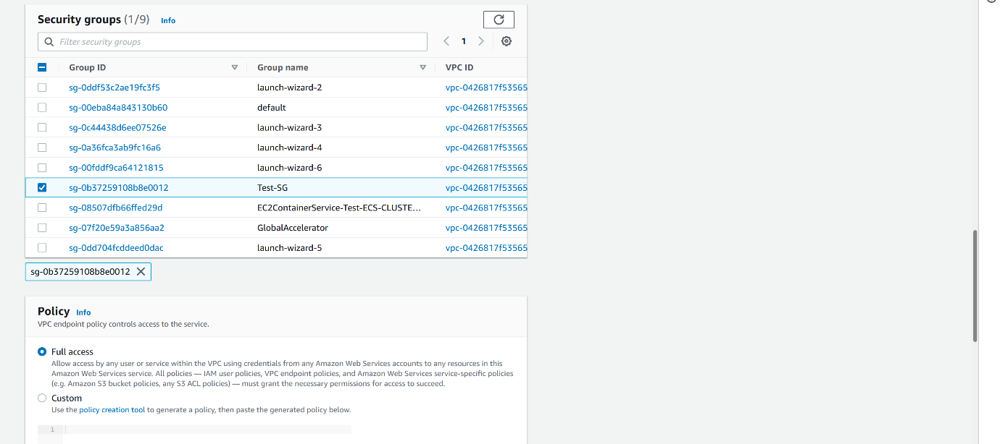 Security groups (1/9) Info
Filter security groups
1
Group ID Group name VPC ID
sg-0ddf53c2ae19fc3f5 launch-wizard-2 vpc-0426817f53565
sg-00eba84a843130b60 default vpc-0426817f53565
sg-0c44438d6ee07526e launch-wizard-3 vpc-0426817f53565
sg-0a36fca3ab9fc16a6 launch-wizard-4 vpc-0426817f53565
sg-00fddf9ca64121815 launch-wizard-6 vpc-0426817f53565
sg-0b37259108b8e0012 Test-SG vpc-0426817f53565
sg-08507dfb66ffed29d EC2ContainerService-Test-ECS-CLUSTE... vpc-0426817f53565
sg-07f20e59a3a856aa2 GlobalAccelerator vpc-0426817f53565
sg-0dd704fcddeed0dac launch-wizard-5 vpc-0426817f53565
sg-0b37259108b8e0012
Policy Info
VPC endpoint policy controls access to the service.
Full access
Allow access by any user or service within the VPC using credentials from any Amazon Web Services accounts to any resources in this
Amazon Web Services service. All policies — IAM user policies, VPC endpoint policies, and Amazon Web Services service-specific policies
(e.g. Amazon S3 bucket policies, any S3 ACL policies) — must grant the necessary permissions for access to succeed.
Custom
Use the policy creation tool to generate a policy, then paste the generated policy below.
1